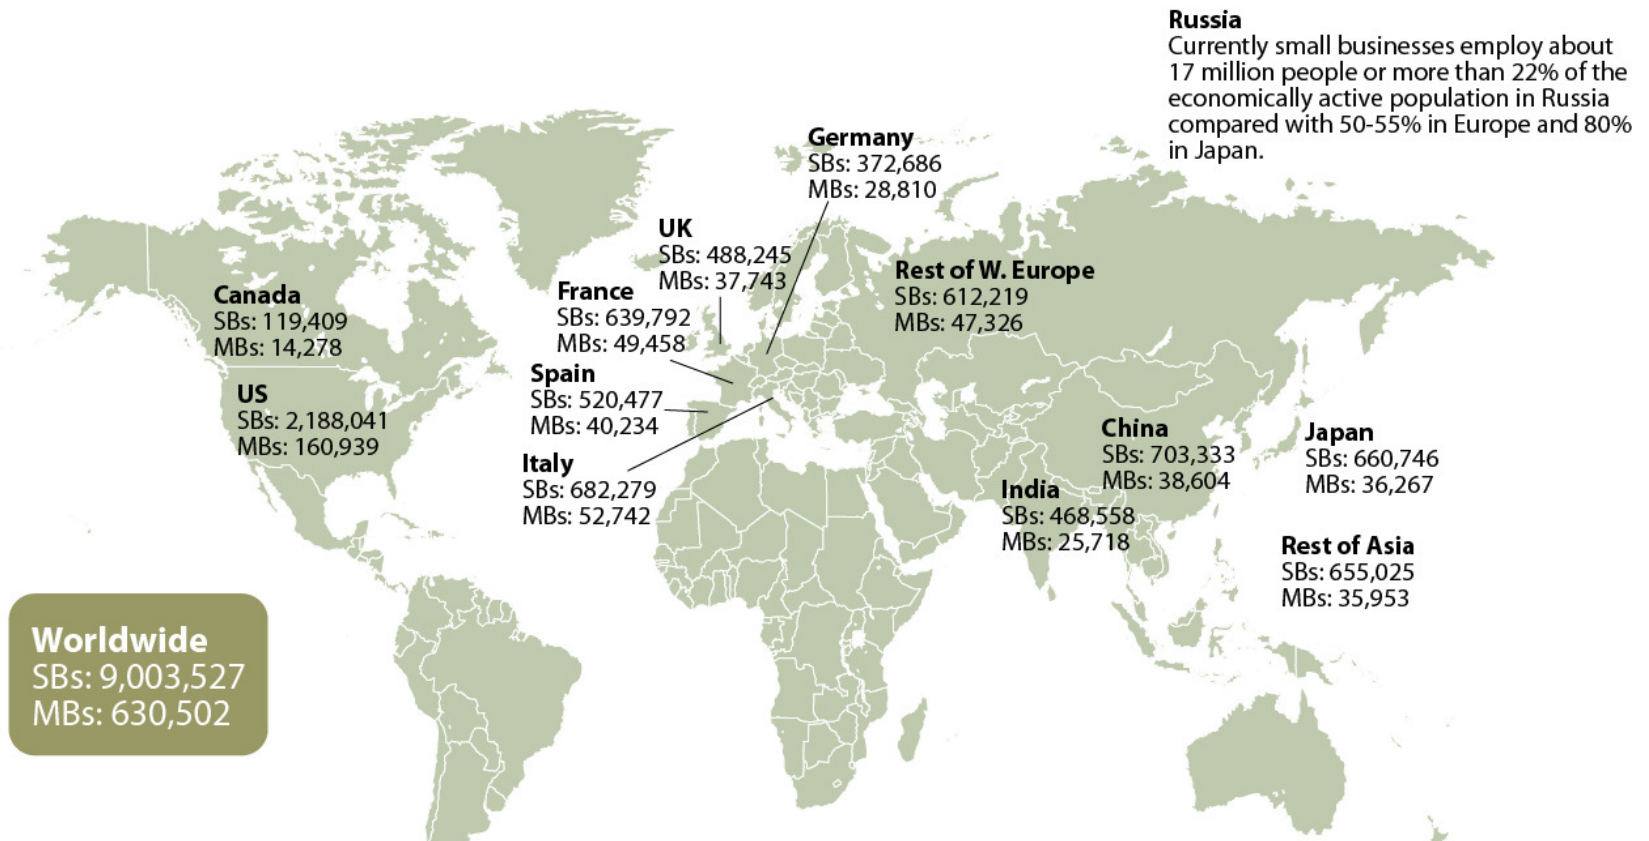 Russia
Currently small businesses employ about
17 million people or more than 22% of the
economically active population in Russia
compared with 50-55% in Europe and 80%
in Japan.
Germany
SBs: 372,686
MBs: 28,810
UK
SBs: 488,245
MBs: 37,743
Rest of W. Europe
SBs: 612,219
MBs: 47,326
France
SBs: 639,792
MBs: 49,458
Canada
SBs: 119,409
MBs: 14,278
Spain
SBs: 520,477
MBs: 40,234
US
SBs: 2,188,041
MBs: 160,939
Italy
SBs: 682,279
MBs: 52,742
China
SBs: 703,333
MBs: 38,604
Japan
SBs: 660,746
MBs: 36,267
India
SBs: 468,558
MBs: 25,718
Rest of Asia
SBs: 655,025
MBs: 35,953
Worldwide
SBs: 9,003,527
MBs: 630,502